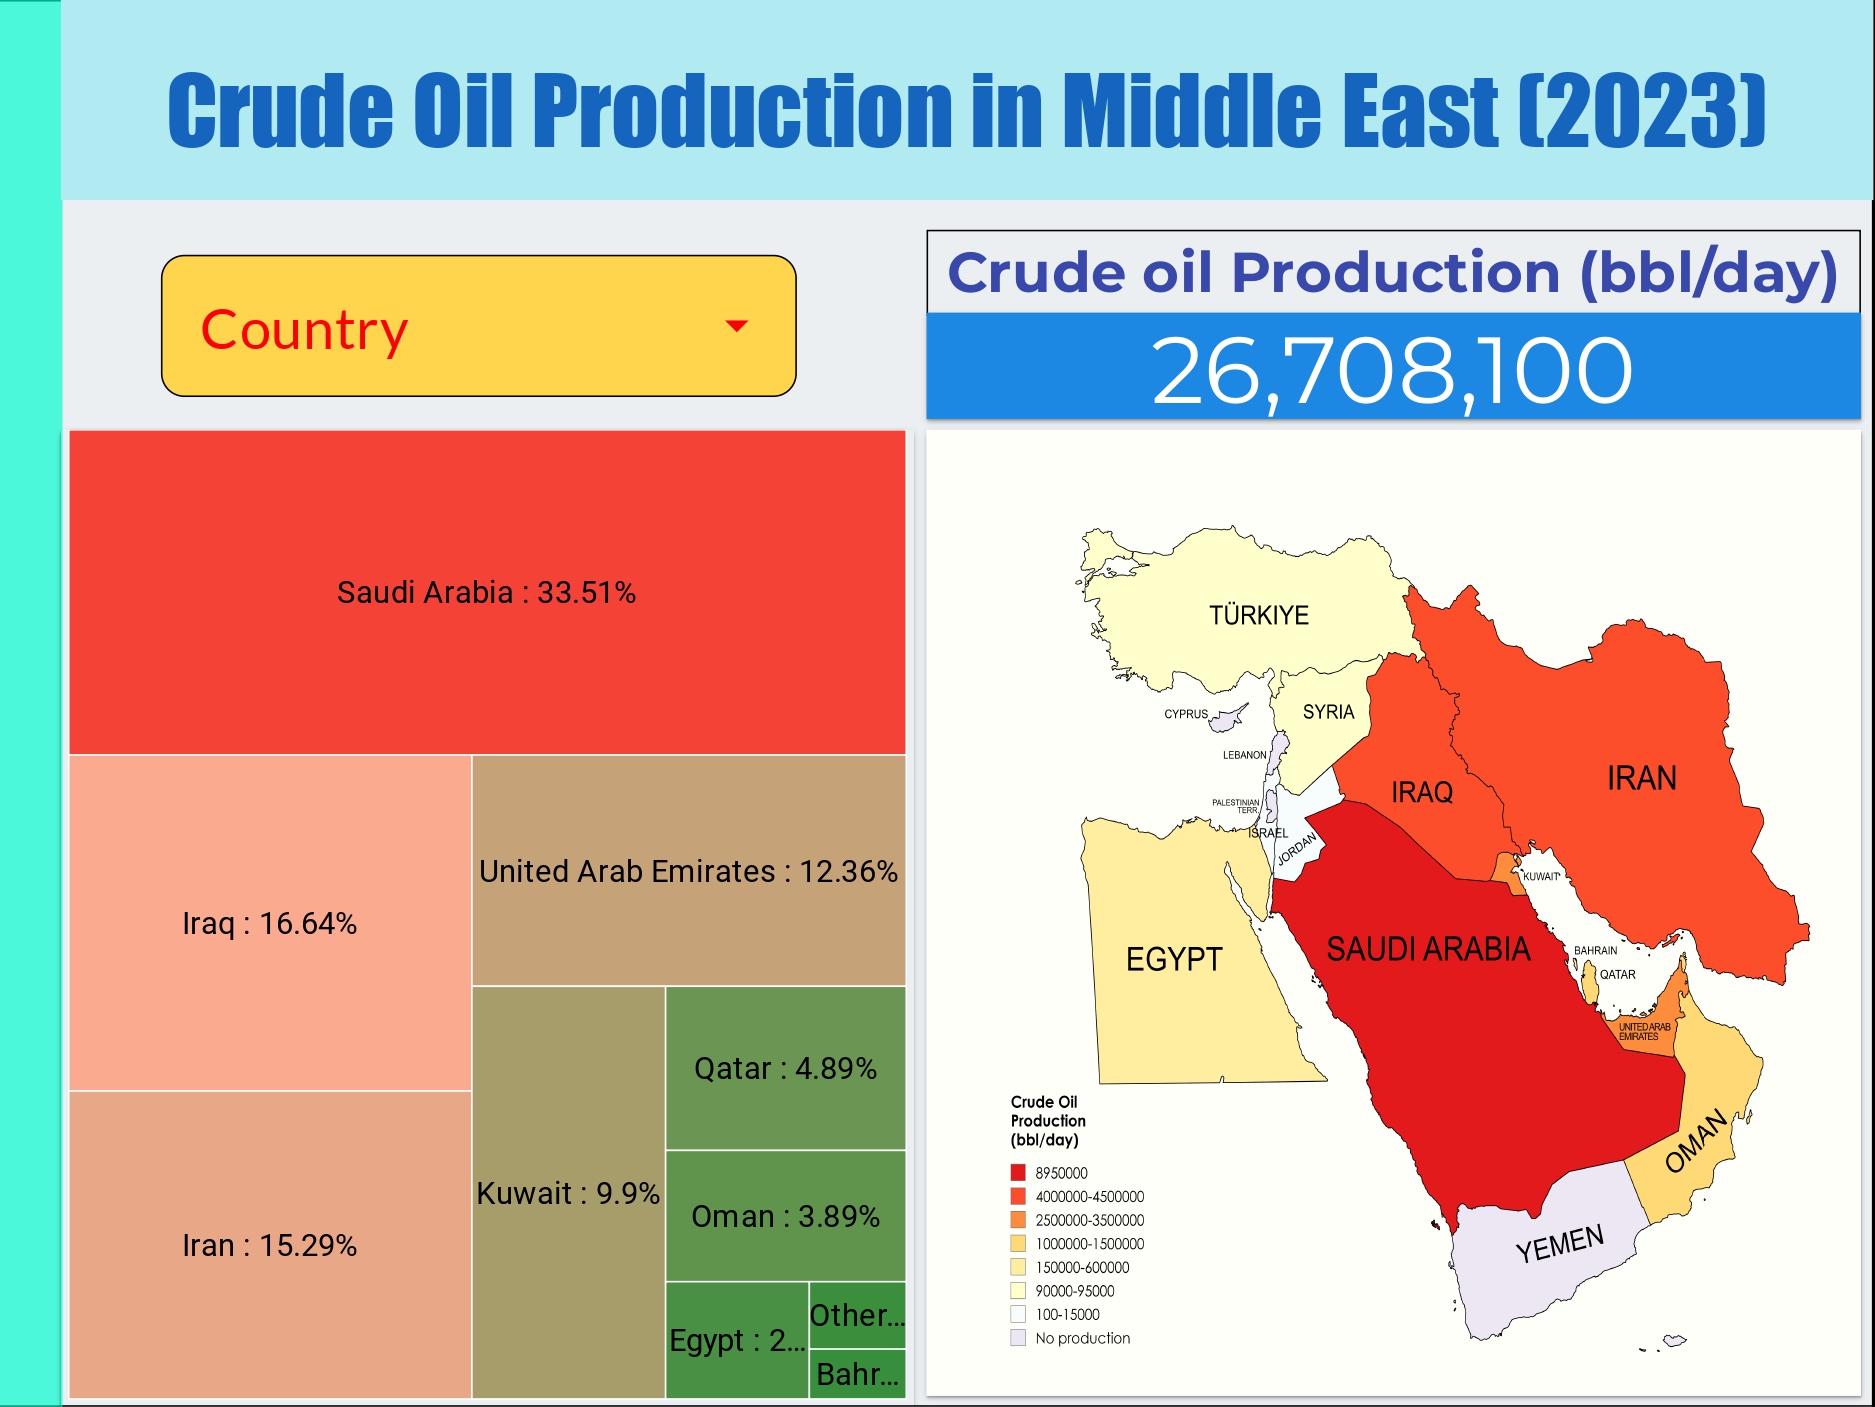 Crude Oil Production in Middle East (2023)
Country
Crude oil Production (bbl/day)
26,708,100
Saudi Arabia : 33.51%
Iraq : 16.64%
United Arab Emirates : 12.36%
Iran : 15.29%
Kuwait : 9.9%
Qatar : 4.89%
Oman : 3.89%
Egypt : 2...
Other...
Bahr...
TÜRKIYE
CYPRUS
SYRIA
LEBANON
IRAQ
IRAN
PALESTINIAN
TERR.
ISRAEL
JORDAN
KUWAIT
EGYPT
SAUDI ARABIA
BAHRAIN
QATAR
UNITED ARAB
EMIRATES
OMAN
YEMEN
Crude Oil
Production
(bbl/day)
8950000
4000000-4500000
2500000-3500000
1000000-1500000
150000-600000
90000-95000
100-15000
No production